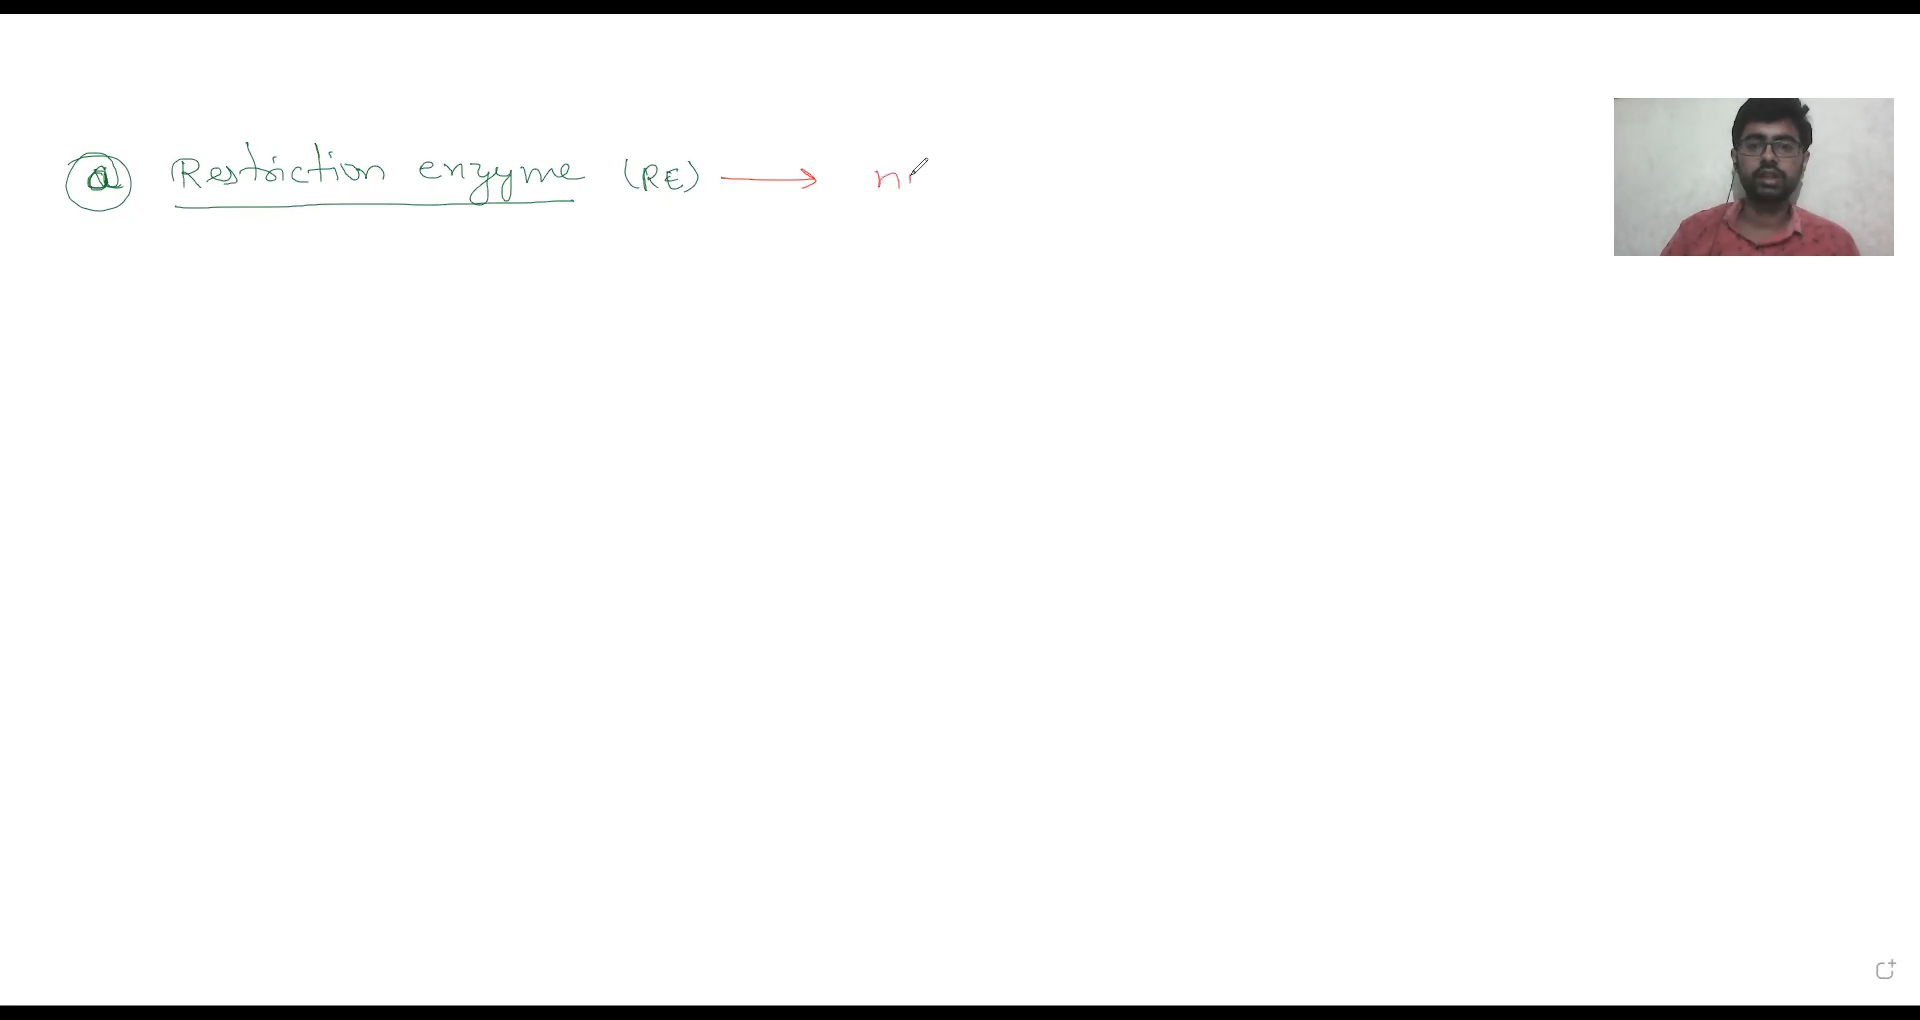 a Restriction enzyme (RE) → n